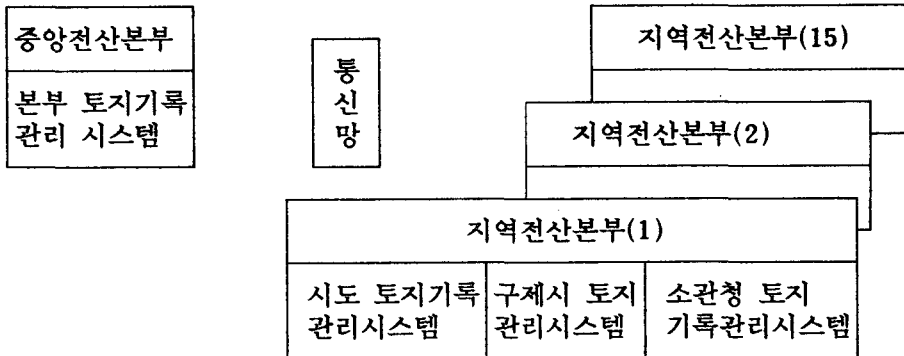 중앙전산본부
본부 토지기록
관리 시스템
통
신
망
지역전산본부(15)
지역전산본부(2)
지역전산본부(1)
시도 토지기록
관리시스템
구제시 토지
관리시스템
소관청 토지
기록관리시스템